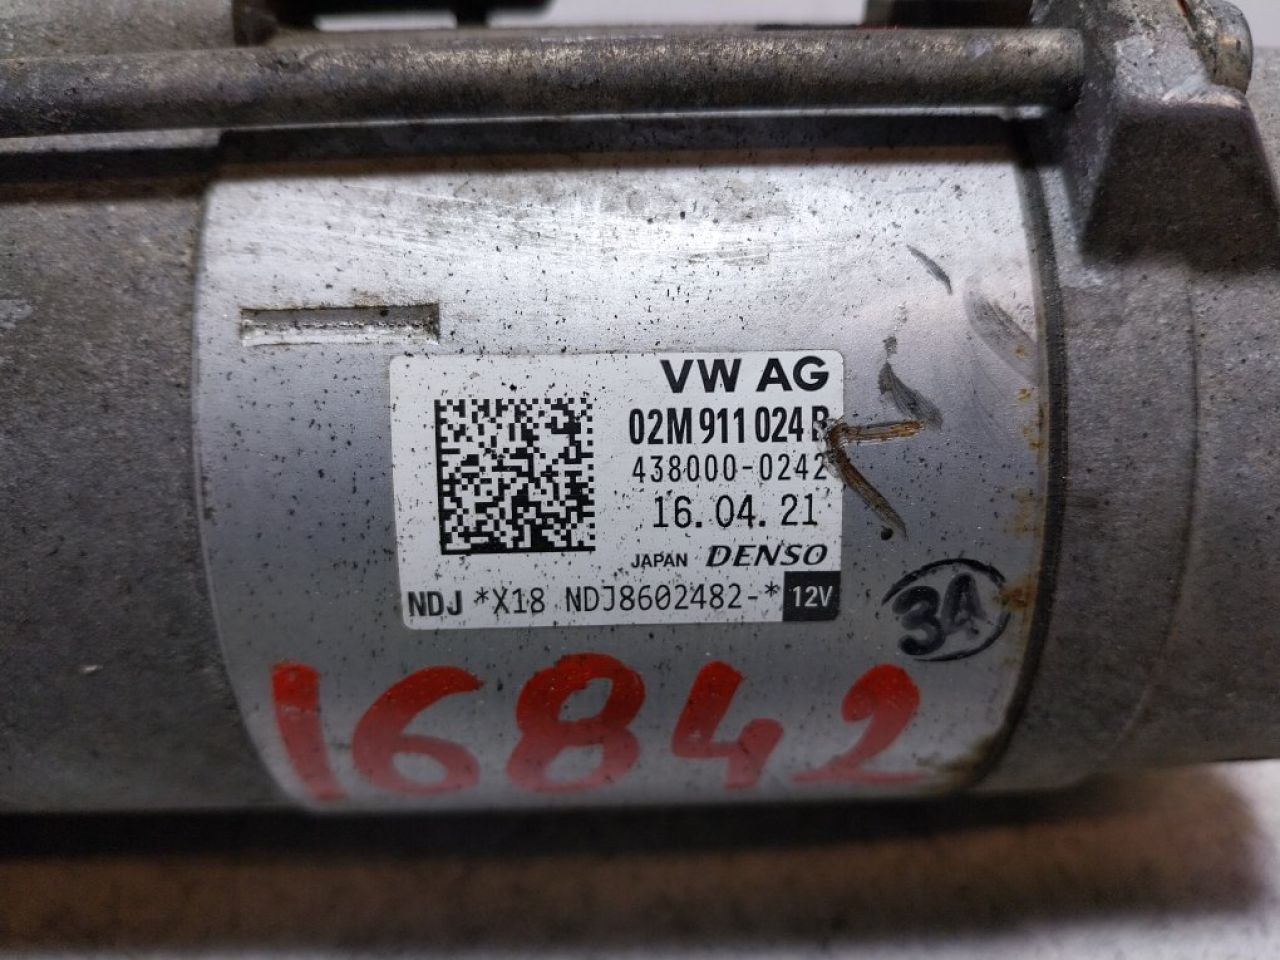 VW AG
02M 911 024 B
438000-0242
16.04.21
JAPAN DENSO
NDJ *X18 NDJ8602482-* 12V
3A
16842